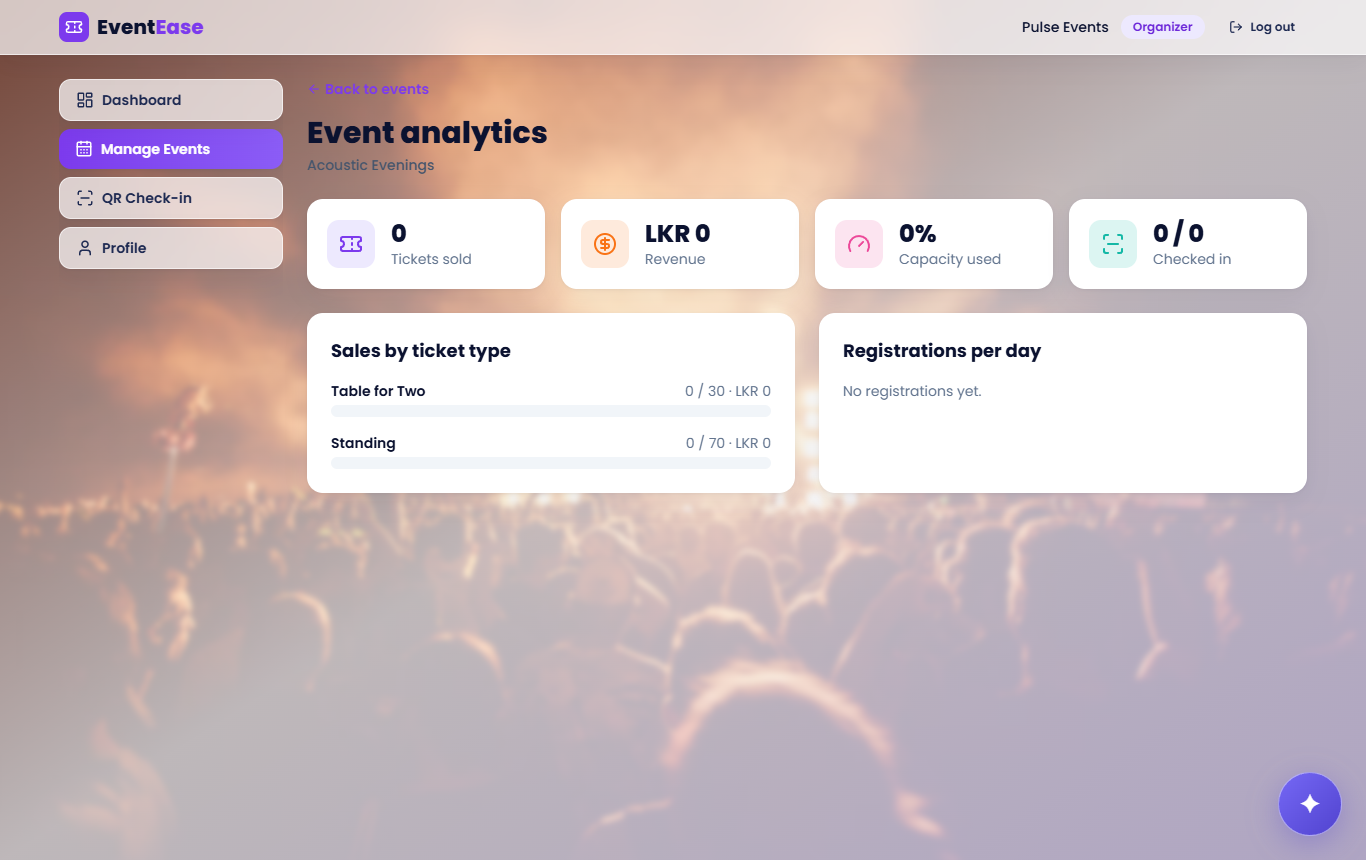 EventEase
Pulse Events
Organizer
Log out
Dashboard
Manage Events
QR Check-in
Profile
← Back to events
Event analytics
Acoustic Evenings
0
Tickets sold
LKR 0
Revenue
0%
Capacity used
0 / 0
Checked in
Sales by ticket type
Table for Two
0 / 30 · LKR 0
Standing
0 / 70 · LKR 0
Registrations per day
No registrations yet.